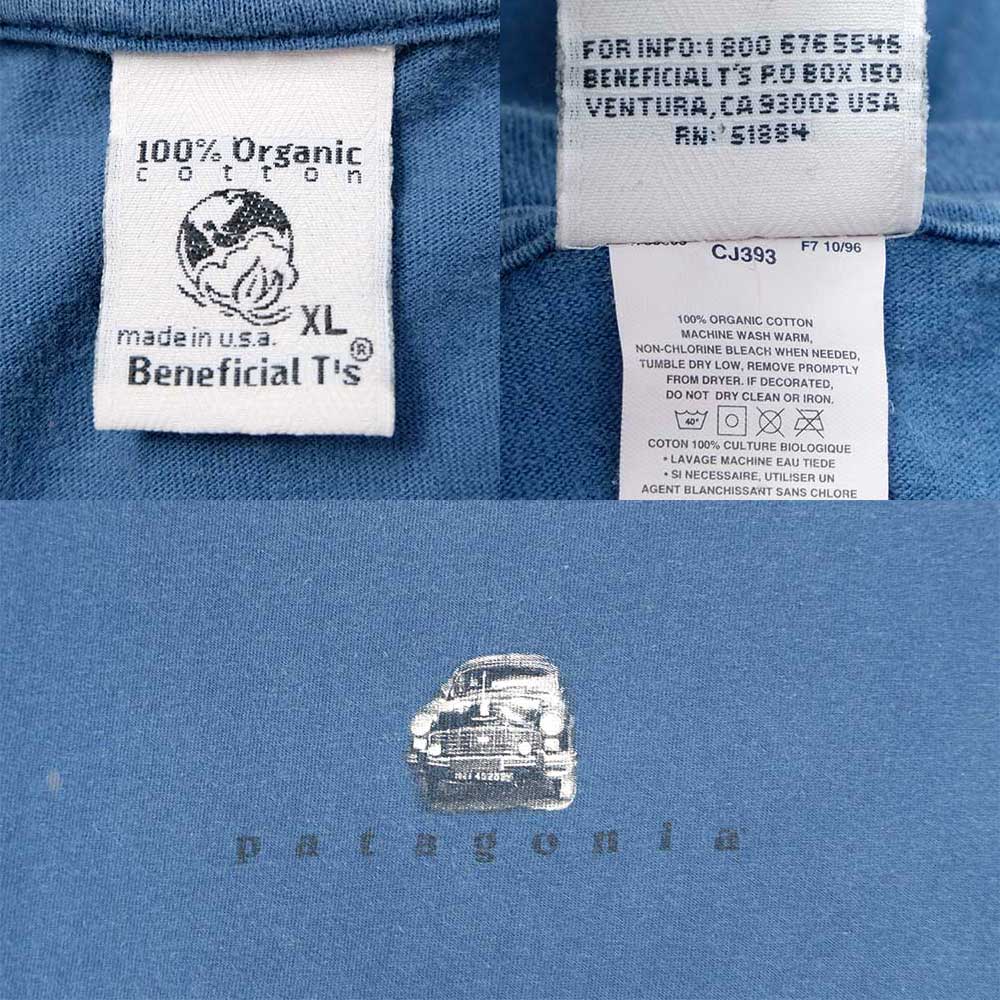 100% Organic
cotton
XL
made in u.s.a.
Beneficial T's®
FOR INFO:1 800 676 5546
BENEFICIAL T'S P.O BOX 150
VENTURA, CA 93002 USA
RN: 51884
CJ393 F7 10/96
100% ORGANIC COTTON
MACHINE WASH WARM,
NON-CHLORINE BLEACH WHEN NEEDED,
TUMBLE DRY LOW, REMOVE PROMPTLY
FROM DRYER. IF DECORATED,
DO NOT DRY CLEAN OR IRON.
40°
COTON 100% CULTURE BIOLOGIQUE
• LAVAGE MACHINE EAU TIEDE
• SI NECESSAIRE, UTILISER UN
AGENT BLANCHISSANT SANS CHLORE
patagonia